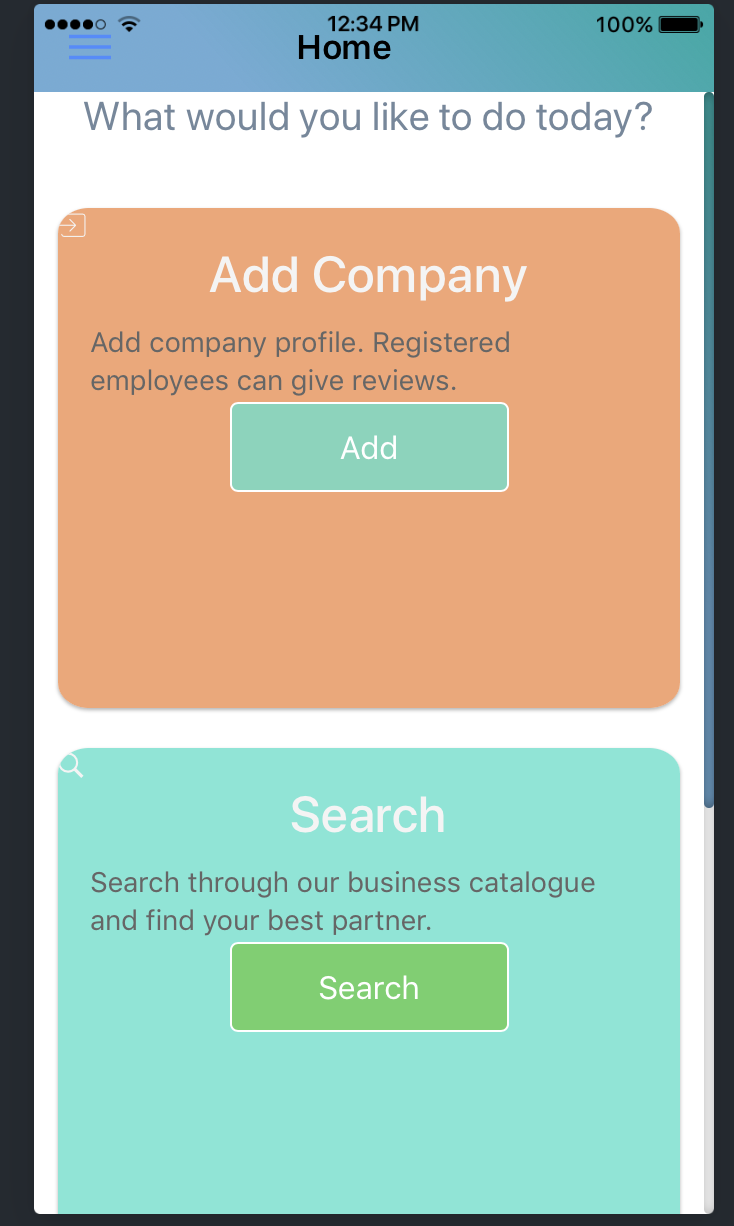 12:34 PM 100%
Home
What would you like to do today?
Add Company
Add company profile. Registered
employees can give reviews.
Add
Search
Search through our business catalogue
and find your best partner.
Search